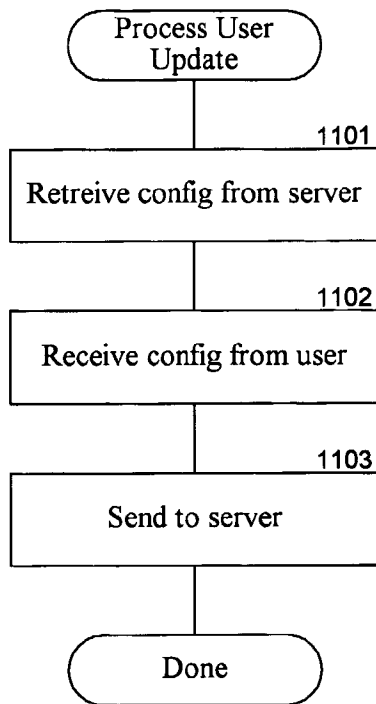 Process User
Update
1101
Retreive config from server
1102
Receive config from user
1103
Send to server
Done